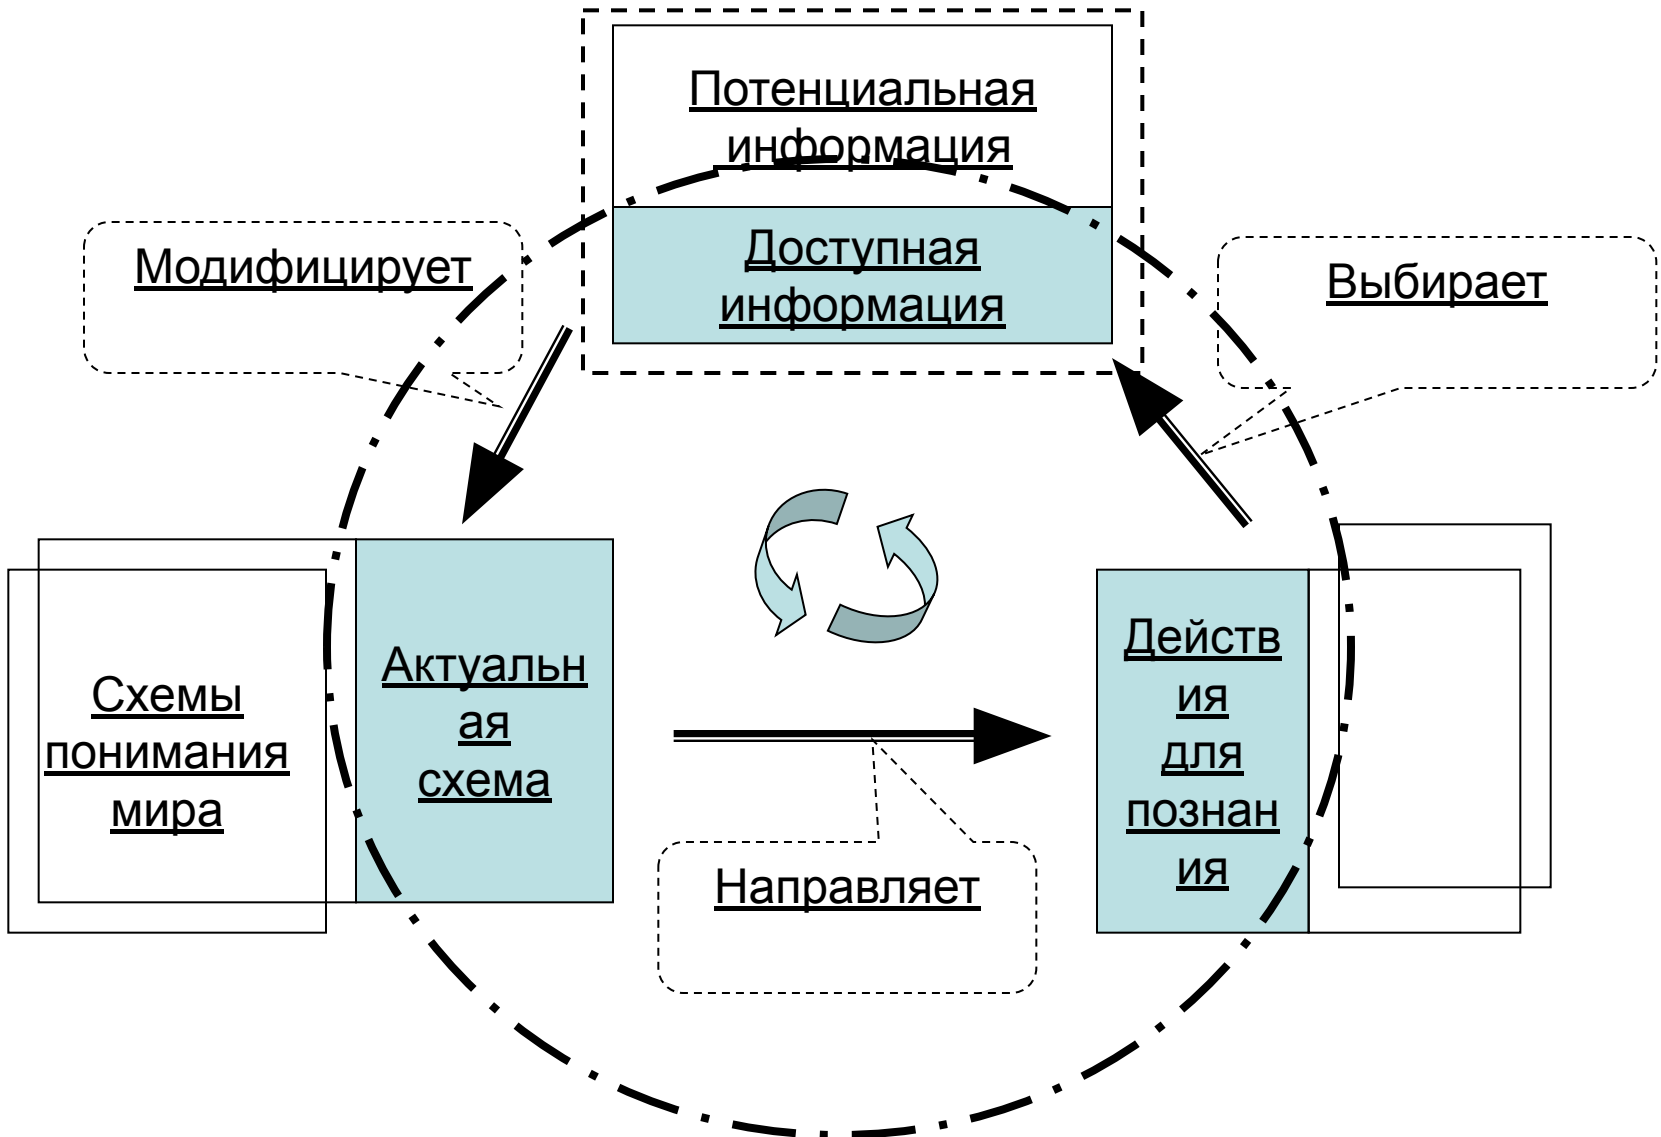 Потенциальная
информация
Доступная
информация
Модифицирует
Выбирает
Схемы
понимания
мира
Актуальн
ая
схема
Действ
ия
для
познан
ия
Направляет